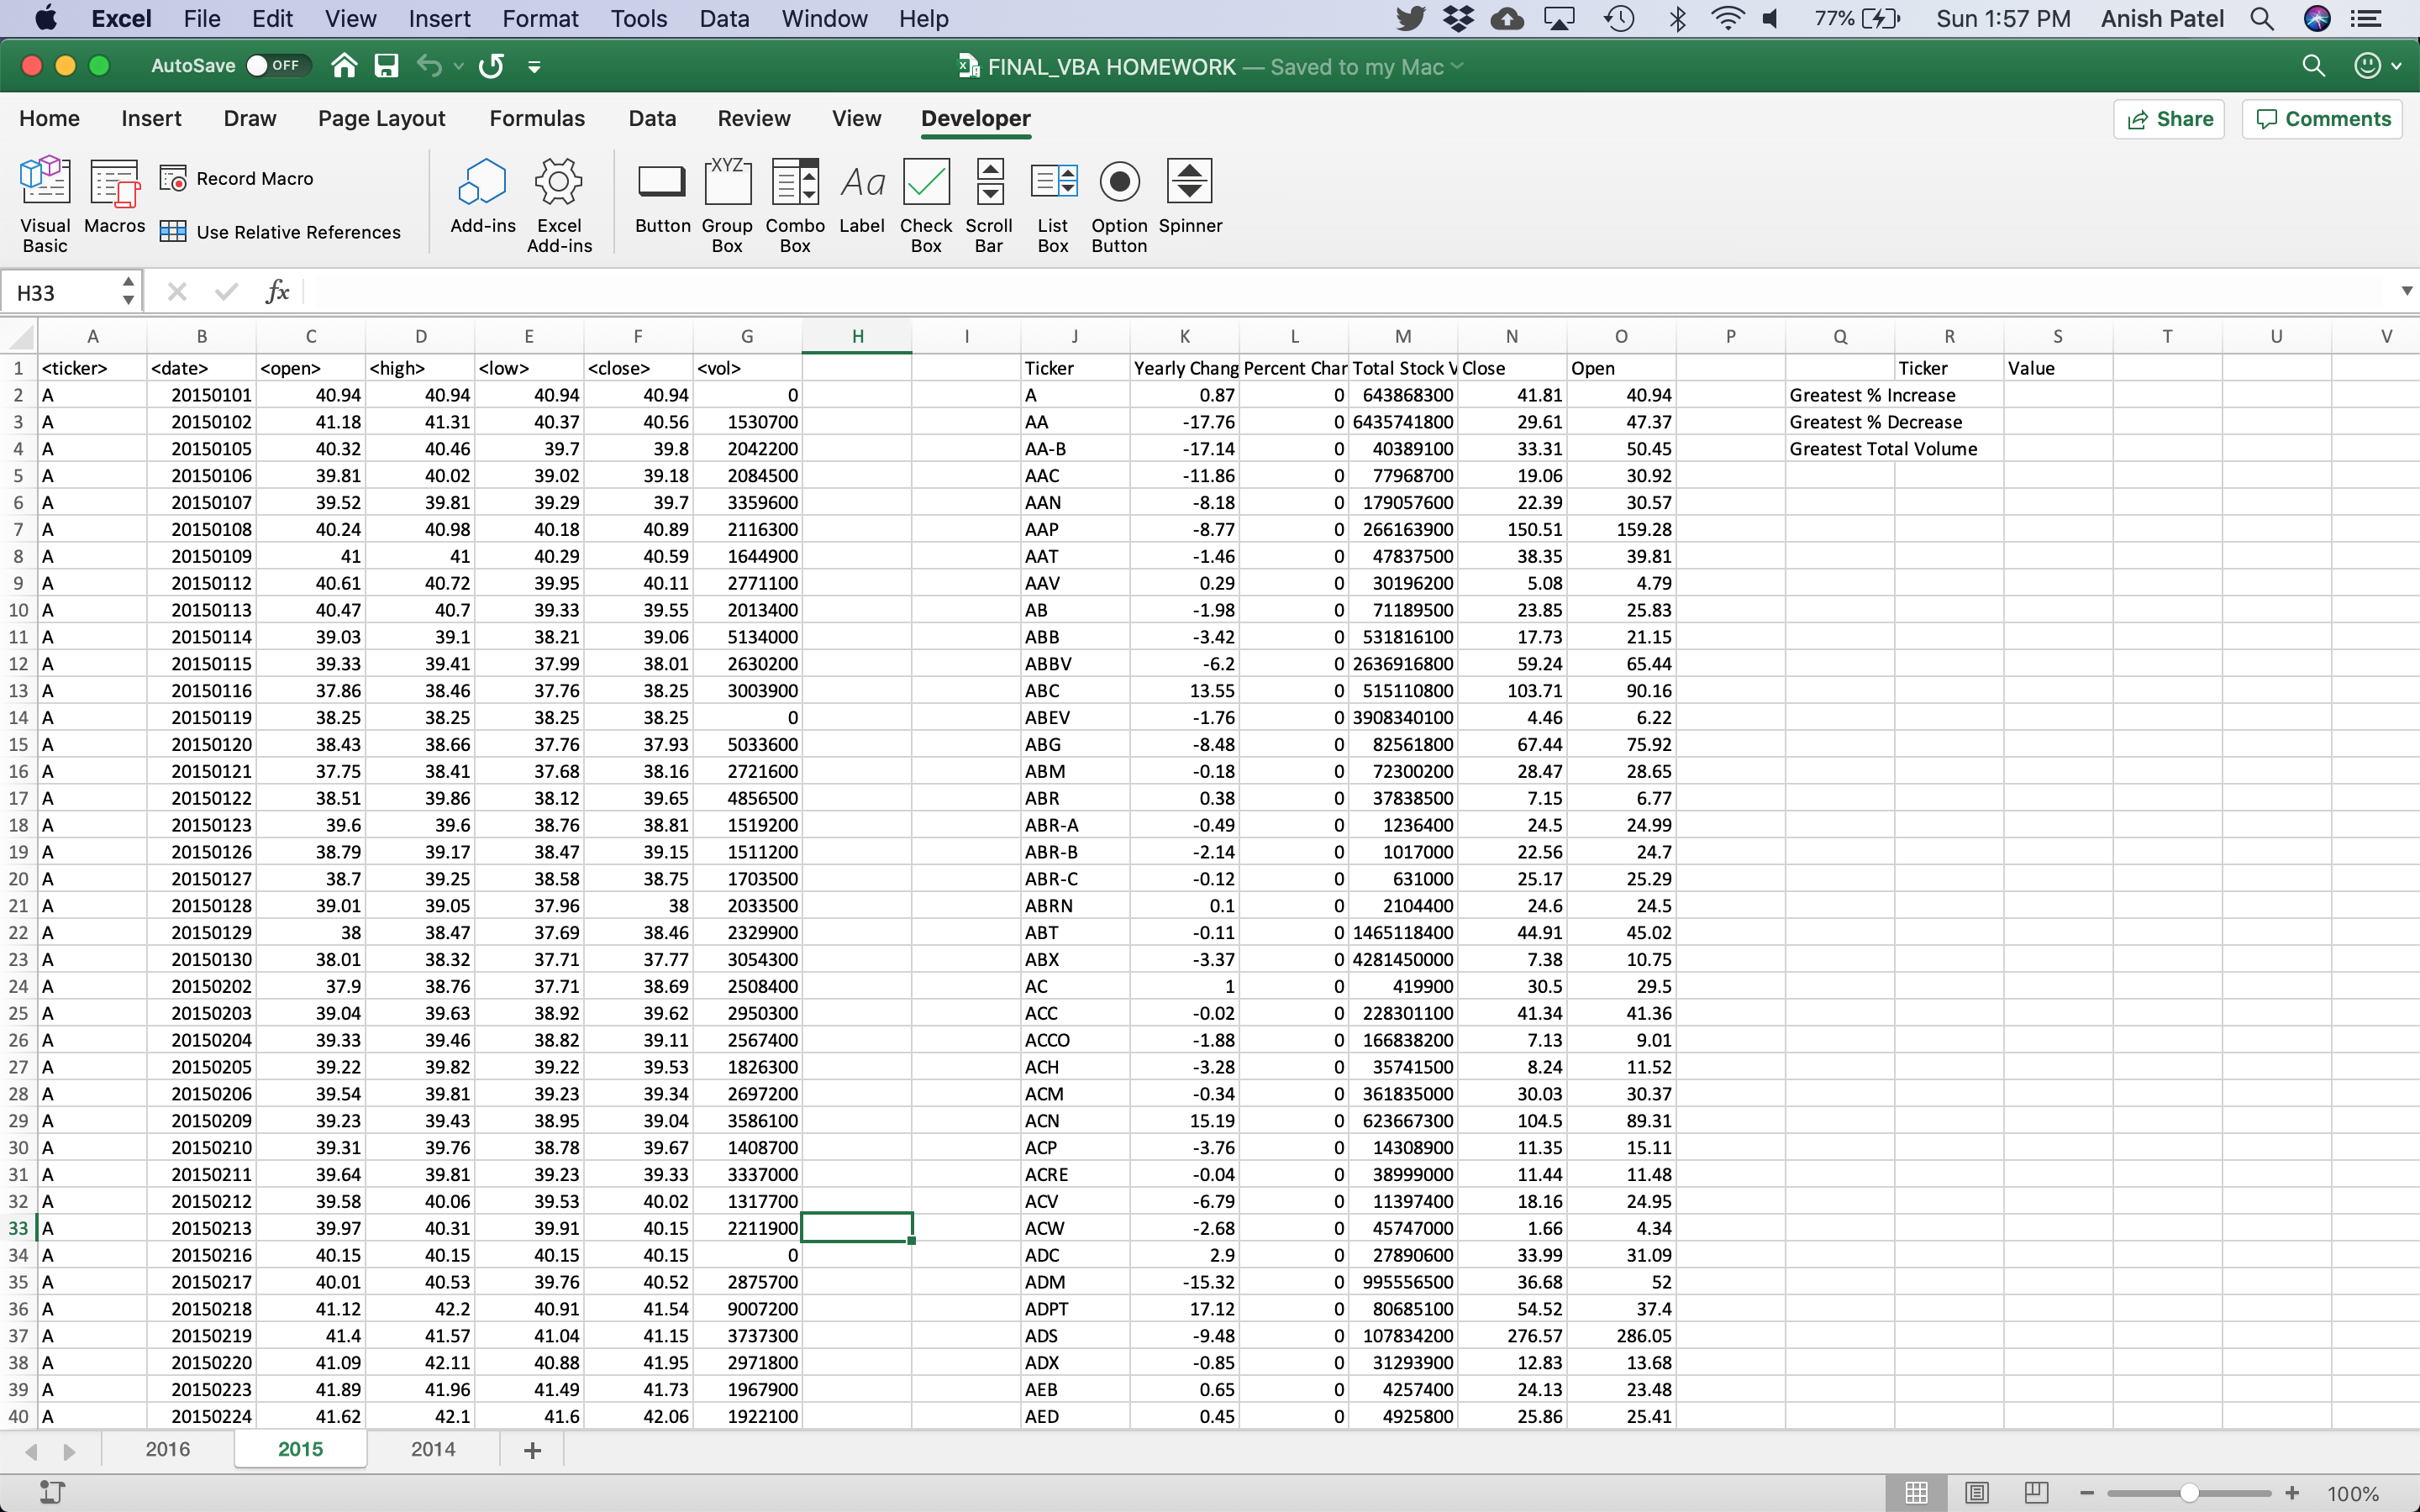 Excel File Edit View Insert Format Tools Data Window Help 77% Sun 1:57 PM Anish Patel
AutoSave OFF FINAL_VBA HOMEWORK — Saved to my Mac
Home Insert Draw Page Layout Formulas Data Review View Developer Share Comments
Visual Basic Macros Record Macro Use Relative References Add-ins Excel Add-ins Button XYZ Group Box Combo Box Aa Label Check Box Scroll Bar List Box Option Button Spinner
H33 fx
A B C D E F G H I J K L M N O P Q R S T U V
1 <ticker> <date> <open> <high> <low> <close> <vol> Ticker Yearly Chang Percent Char Total Stock V Close Open Ticker Value
2 A 20150101 40.94 40.94 40.94 40.94 0 A 0.87 0 643868300 41.81 40.94 Greatest % Increase
3 A 20150102 41.18 41.31 40.37 40.56 1530700 AA -17.76 0 6435741800 29.61 47.37 Greatest % Decrease
4 A 20150105 40.32 40.46 39.7 39.8 2042200 AA-B -17.14 0 40389100 33.31 50.45 Greatest Total Volume
5 A 20150106 39.81 40.02 39.02 39.18 2084500 AAC -11.86 0 77968700 19.06 30.92
6 A 20150107 39.52 39.81 39.29 39.7 3359600 AAN -8.18 0 179057600 22.39 30.57
7 A 20150108 40.24 40.98 40.18 40.89 2116300 AAP -8.77 0 266163900 150.51 159.28
8 A 20150109 41 41 40.29 40.59 1644900 AAT -1.46 0 47837500 38.35 39.81
9 A 20150112 40.61 40.72 39.95 40.11 2771100 AAV 0.29 0 30196200 5.08 4.79
10 A 20150113 40.47 40.7 39.33 39.55 2013400 AB -1.98 0 71189500 23.85 25.83
11 A 20150114 39.03 39.1 38.21 39.06 5134000 ABB -3.42 0 531816100 17.73 21.15
12 A 20150115 39.33 39.41 37.99 38.01 2630200 ABBV -6.2 0 2636916800 59.24 65.44
13 A 20150116 37.86 38.46 37.76 38.25 3003900 ABC 13.55 0 515110800 103.71 90.16
14 A 20150119 38.25 38.25 38.25 38.25 0 ABEV -1.76 0 3908340100 4.46 6.22
15 A 20150120 38.43 38.66 37.76 37.93 5033600 ABG -8.48 0 82561800 67.44 75.92
16 A 20150121 37.75 38.41 37.68 38.16 2721600 ABM -0.18 0 72300200 28.47 28.65
17 A 20150122 38.51 39.86 38.12 39.65 4856500 ABR 0.38 0 37838500 7.15 6.77
18 A 20150123 39.6 39.6 38.76 38.81 1519200 ABR-A -0.49 0 1236400 24.5 24.99
19 A 20150126 38.79 39.17 38.47 39.15 1511200 ABR-B -2.14 0 1017000 22.56 24.7
20 A 20150127 38.7 39.25 38.58 38.75 1703500 ABR-C -0.12 0 631000 25.17 25.29
21 A 20150128 39.01 39.05 37.96 38 2033500 ABRN 0.1 0 2104400 24.6 24.5
22 A 20150129 38 38.47 37.69 38.46 2329900 ABT -0.11 0 1465118400 44.91 45.02
23 A 20150130 38.01 38.32 37.71 37.77 3054300 ABX -3.37 0 4281450000 7.38 10.75
24 A 20150202 37.9 38.76 37.71 38.69 2508400 AC 1 0 419900 30.5 29.5
25 A 20150203 39.04 39.63 38.92 39.62 2950300 ACC -0.02 0 228301100 41.34 41.36
26 A 20150204 39.33 39.46 38.82 39.11 2567400 ACCO -1.88 0 166838200 7.13 9.01
27 A 20150205 39.22 39.82 39.22 39.53 1826300 ACH -3.28 0 35741500 8.24 11.52
28 A 20150206 39.54 39.81 39.23 39.34 2697200 ACM -0.34 0 361835000 30.03 30.37
29 A 20150209 39.23 39.43 38.95 39.04 3586100 ACN 15.19 0 623667300 104.5 89.31
30 A 20150210 39.31 39.76 38.78 39.67 1408700 ACP -3.76 0 14308900 11.35 15.11
31 A 20150211 39.64 39.81 39.23 39.33 3337000 ACRE -0.04 0 38999000 11.44 11.48
32 A 20150212 39.58 40.06 39.53 40.02 1317700 ACV -6.79 0 11397400 18.16 24.95
33 A 20150213 39.97 40.31 39.91 40.15 2211900 ACW -2.68 0 45747000 1.66 4.34
34 A 20150216 40.15 40.15 40.15 40.15 0 ADC 2.9 0 27890600 33.99 31.09
35 A 20150217 40.01 40.53 39.76 40.52 2875700 ADM -15.32 0 995556500 36.68 52
36 A 20150218 41.12 42.2 40.91 41.54 9007200 ADPT 17.12 0 80685100 54.52 37.4
37 A 20150219 41.4 41.57 41.04 41.15 3737300 ADS -9.48 0 107834200 276.57 286.05
38 A 20150220 41.09 42.11 40.88 41.95 2971800 ADX -0.85 0 31293900 12.83 13.68
39 A 20150223 41.89 41.96 41.49 41.73 1967900 AEB 0.65 0 4257400 24.13 23.48
40 A 20150224 41.62 42.1 41.6 42.06 1922100 AED 0.45 0 4925800 25.86 25.41
2016 2015 2014 +
100%